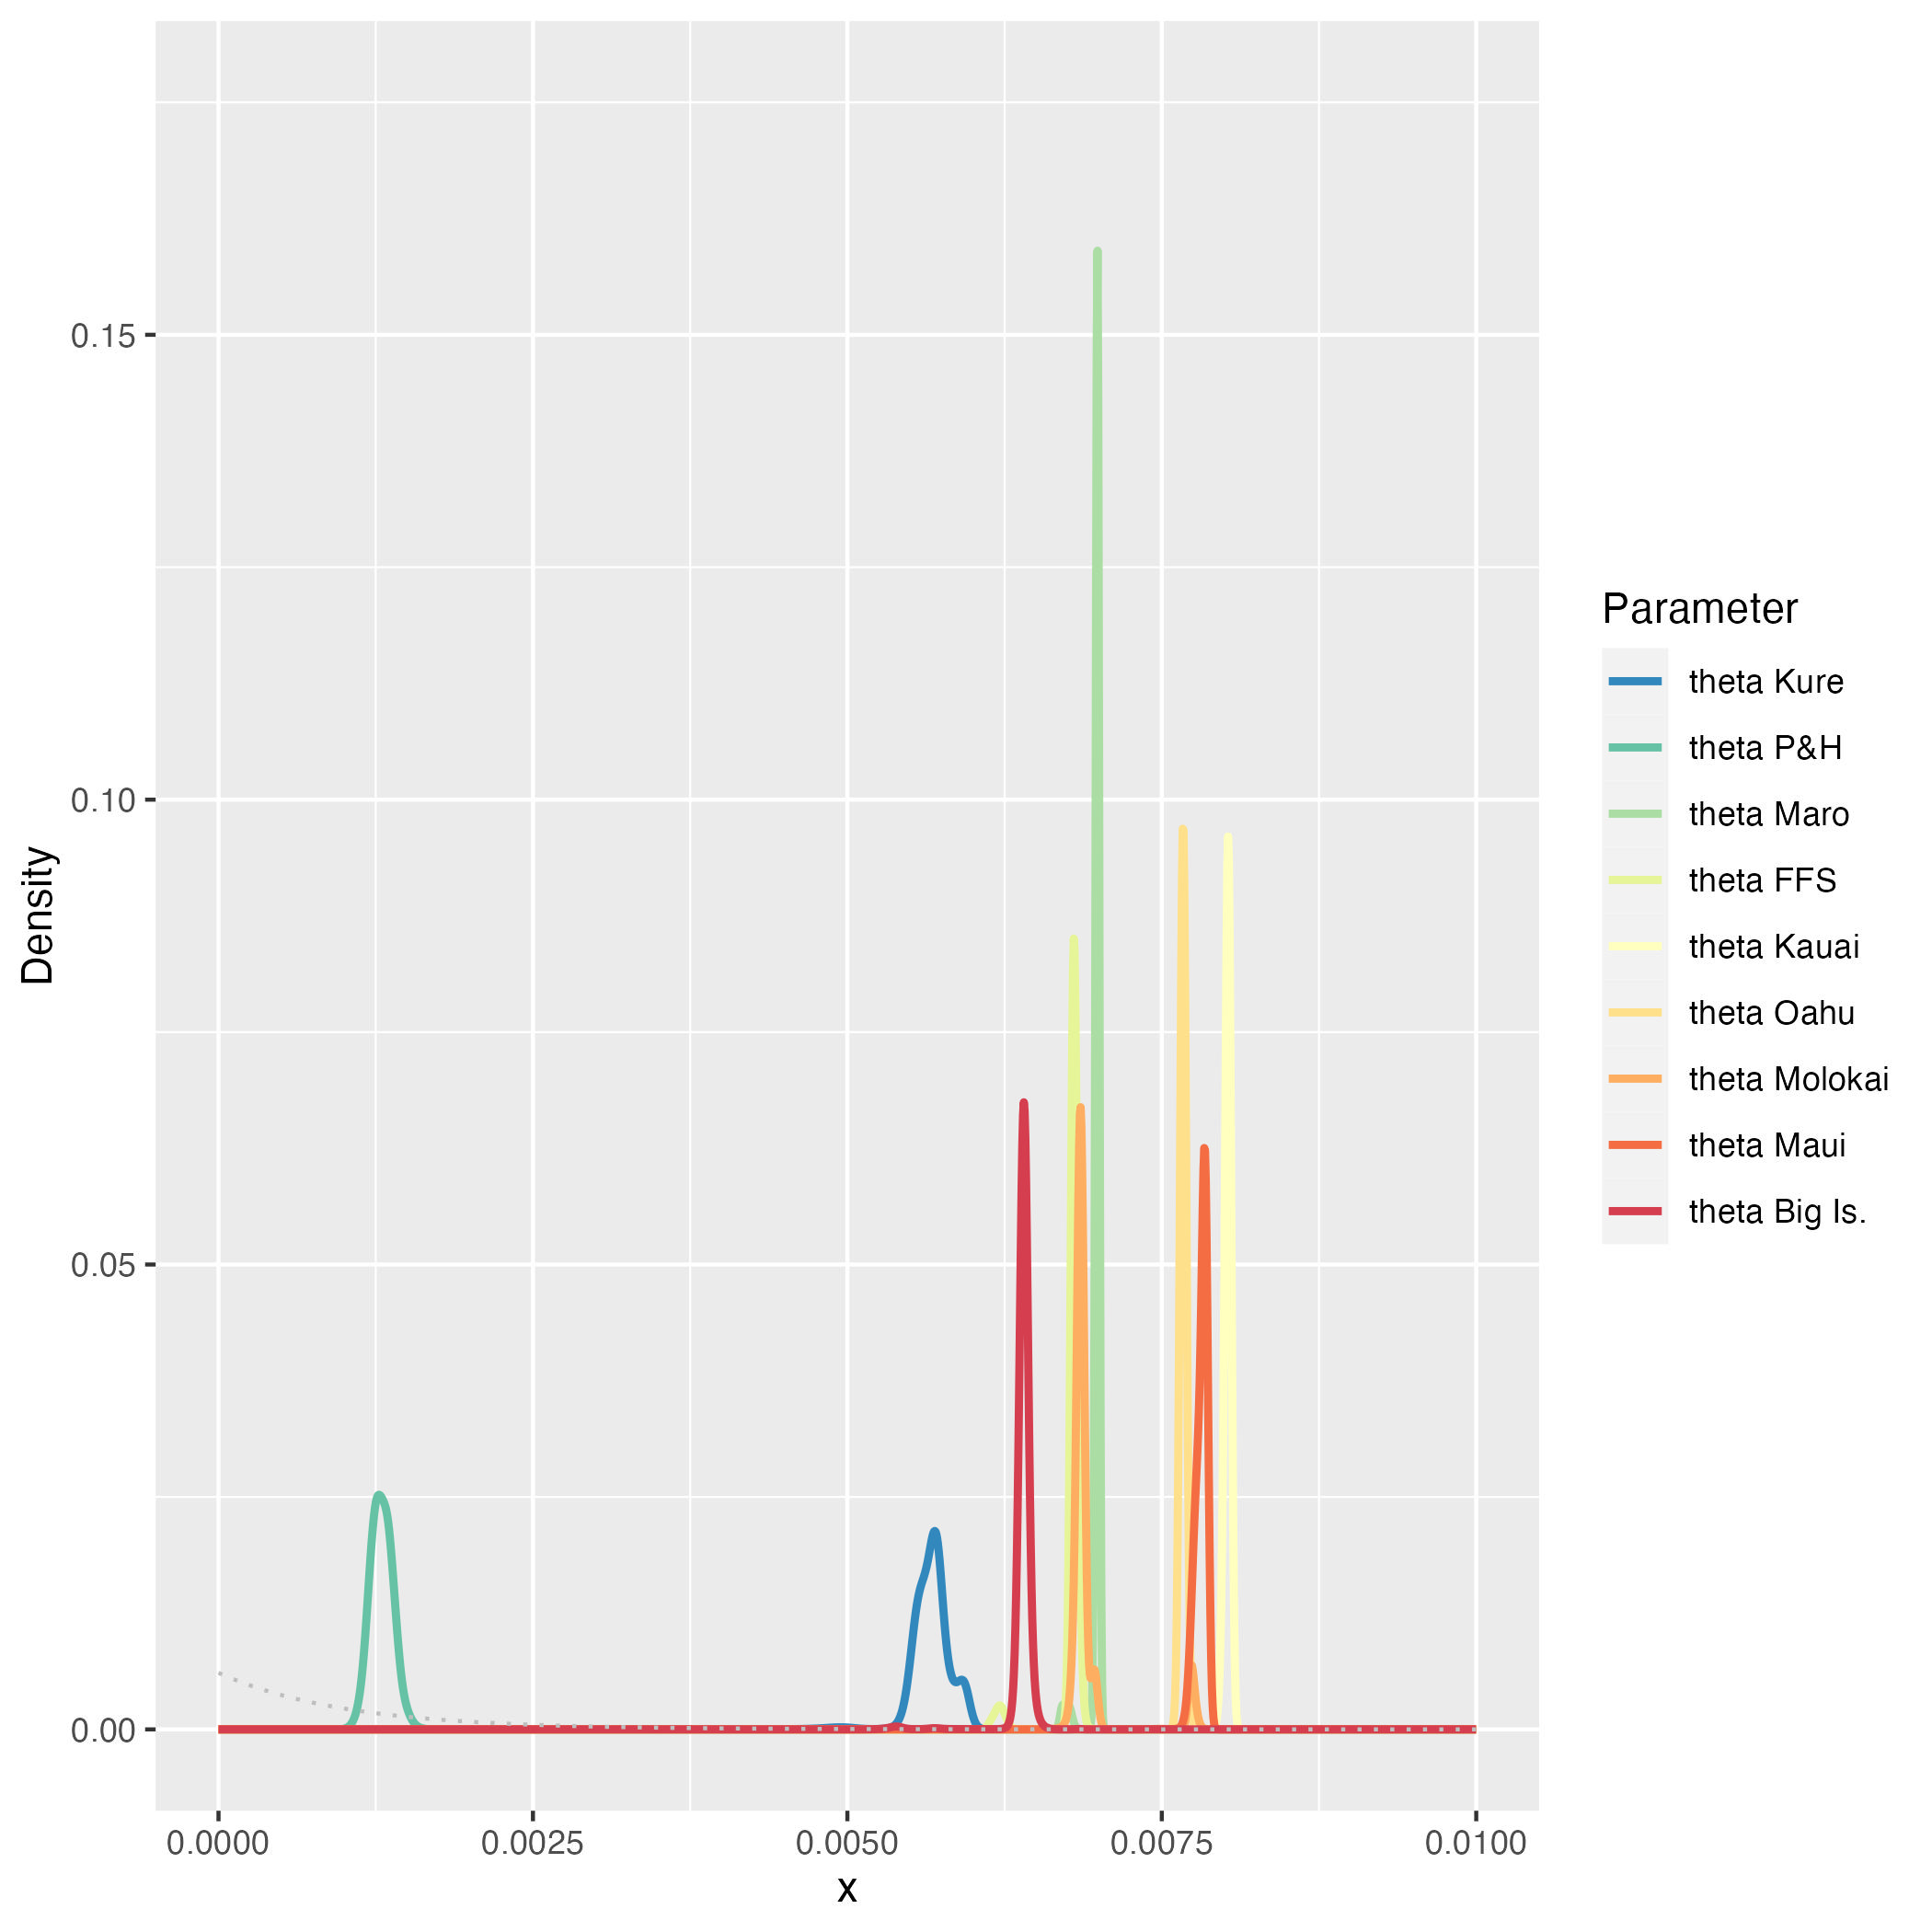 0.15
0.10
0.05
0.00
Density
0.0000 0.0025 0.0050 0.0075 0.0100
x
Parameter
theta Kure
theta P&H
theta Maro
theta FFS
theta Kauai
theta Oahu
theta Molokai
theta Maui
theta Big Is.